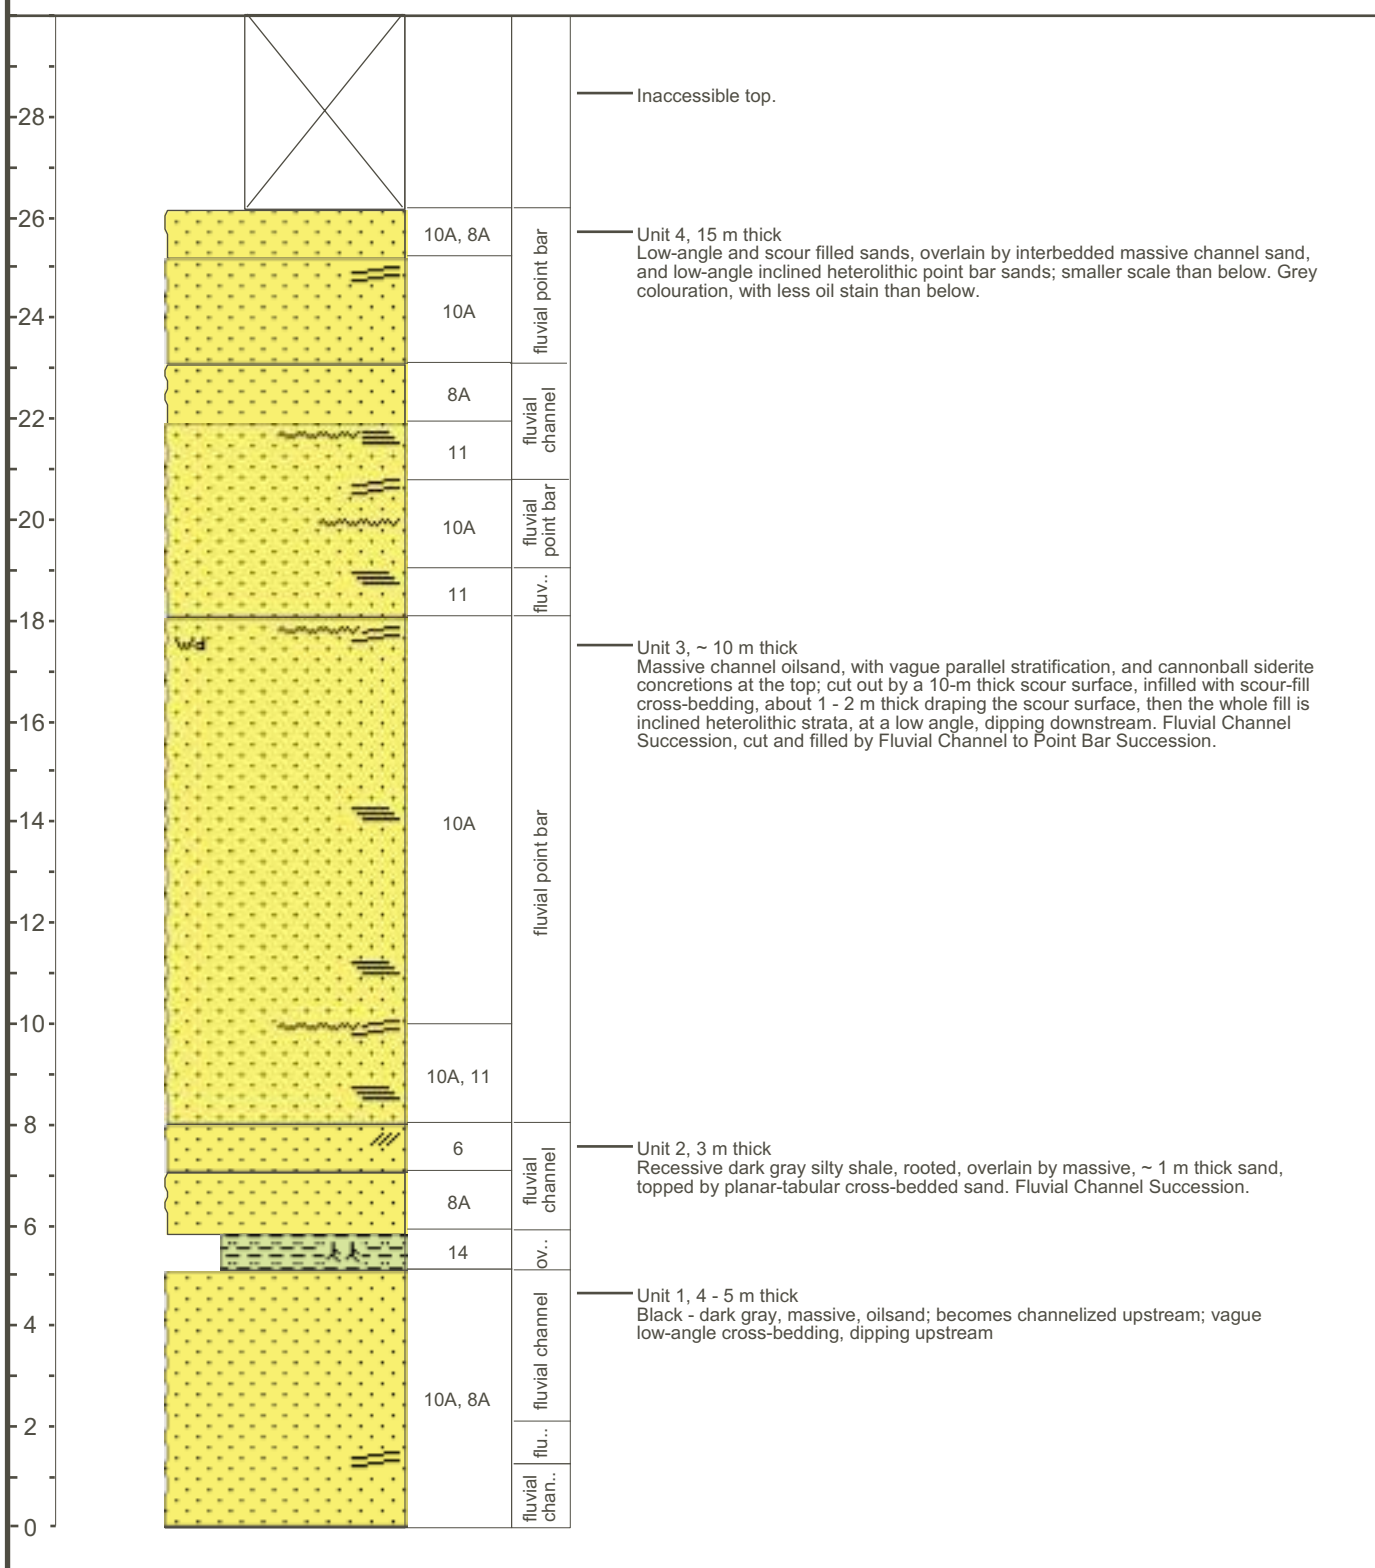 Inaccessible top.
28
26
10A, 8A
fluvial point bar
Unit 4, 15 m thick
Low-angle and scour filled sands, overlain by interbedded massive channel sand,
and low-angle inclined heterolithic point bar sands; smaller scale than below. Grey
colouration, with less oil stain than below.
24
10A
22
8A
fluvial
channel
11
20
10A
fluvial
point bar
18
11
fluv..
Unit 3, ~ 10 m thick
Massive channel oilsand, with vague parallel stratification, and cannonball siderite
concretions at the top; cut out by a 10-m thick scour surface, infilled with scour-fill
cross-bedding, about 1 - 2 m thick draping the scour surface, then the whole fill is
inclined heterolithic strata, at a low angle, dipping downstream. Fluvial Channel
Succession, cut and filled by Fluvial Channel to Point Bar Succession.
wd
16
14
10A
fluvial point bar
12
10
10A, 11
8
6
fluvial
channel
Unit 2, 3 m thick
Recessive dark gray silty shale, rooted, overlain by massive, ~ 1 m thick sand,
topped by planar-tabular cross-bedded sand. Fluvial Channel Succession.
8A
6
14
ov..
Unit 1, 4 - 5 m thick
Black - dark gray, massive, oilsand; becomes channelized upstream; vague
low-angle cross-bedding, dipping upstream
4
fluvial channel
10A, 8A
2
flu..
fluvial
chan..
0